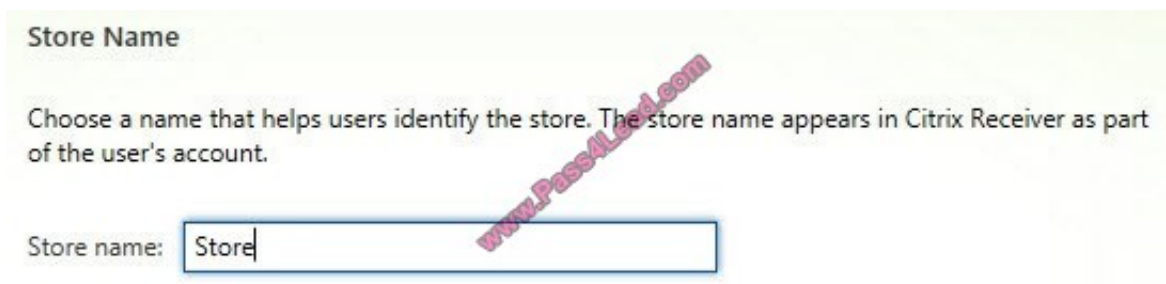 Store Name
Choose a name that helps users identify the store. The store name appears in Citrix Receiver as part
of the user's account.
Store name: Store
www.Pass4Lead.com